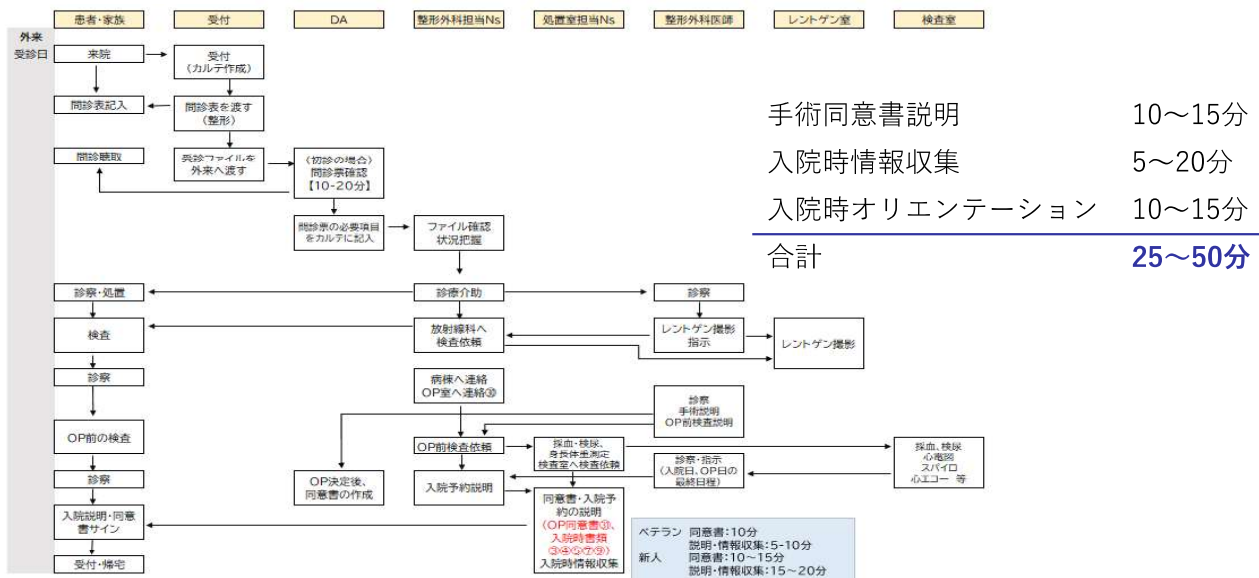 患者・家族
受付
DA
整形外科担当Ns
処置室担当Ns
整形外科医師
レントゲン室
検査室
外来
受診日
来院
受付
(カルテ作成)
問診表記入
問診表を渡す
(整形)
問診聴取
受診ファイルを
外来へ渡す
(初診の場合)
問診票確認
【10-20分】
問診票の必要項目
をカルテに記入
ファイル確認
状況把握
診察・処置
診療介助
診察
検査
放射線科へ
検査依頼
レントゲン撮影
指示
レントゲン撮影
診察
病棟へ連絡
OP室へ連絡㉚
診察
手術説明
OP前検査説明
OP前の検査
OP前検査依頼
採血・検尿、
身長体重測定
検査室へ検査依頼
採血、検尿
心電図
スパイロ
心エコー 等
診察・指示
(入院日、OP日の
最終日程)
診察
OP決定後、
同意書の作成
入院予約説明
同意書・入院予
約の説明
(OP同意書㉛、
入院時書類
③④⑤⑦⑨)
入院時情報収集
入院説明・同意
書サイン
受付・帰宅
ベテラン 同意書:10分
説明・情報収集:5-10分
新人 同意書:10～15分
説明・情報収集:15～20分
手術同意書説明 10～15分
入院時情報収集 5～20分
入院時オリエンテーション 10～15分
合計 25～50分